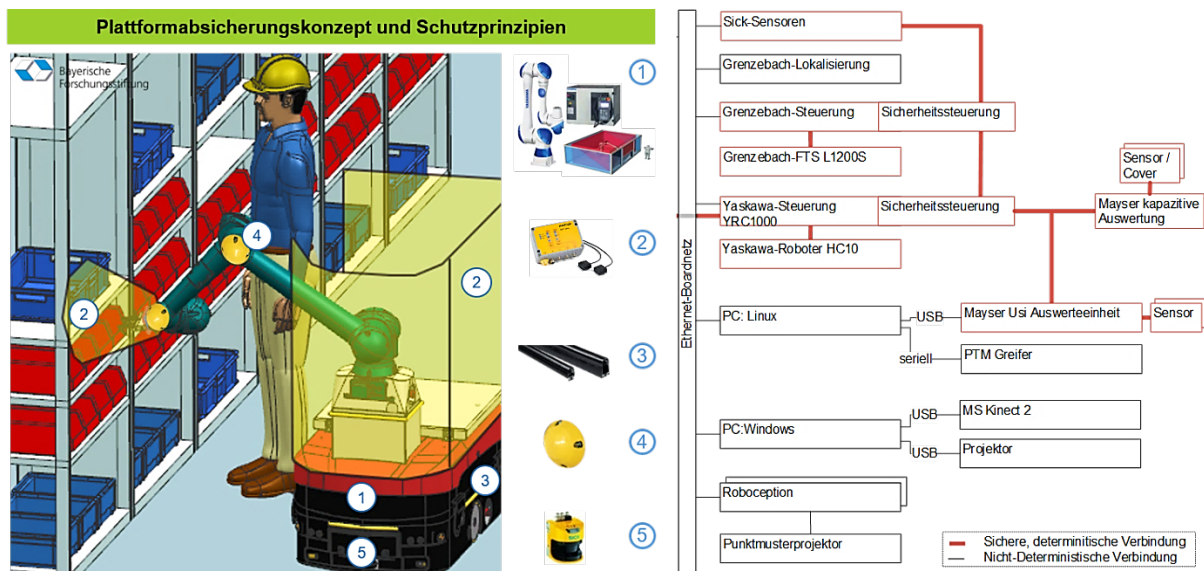 Plattformabsicherungskonzept und Schutzprinzipien
Bayerische
Forschungsstiftung
4
2
2
1
3
5
1
2
3
4
5
Ethernet-Boardnetz
Sick-Sensoren
Grenzebach-Lokalisierung
Grenzebach-Steuerung
Sicherheitssteuerung
Grenzebach-FTS L1200S
Sensor /
Cover
Yaskawa-Steuerung
YRC1000
Sicherheitssteuerung
Mayser kapazitive
Auswertung
Yaskawa-Roboter HC10
PC: Linux
USB
Mayser Usi Auswerteeinheit
Sensor
seriell
PTM Greifer
PC:Windows
USB
MS Kinect 2
USB
Projektor
Roboception
Punktmusterprojektor
Sichere, determinitische Verbindung
Nicht-Deterministische Verbindung